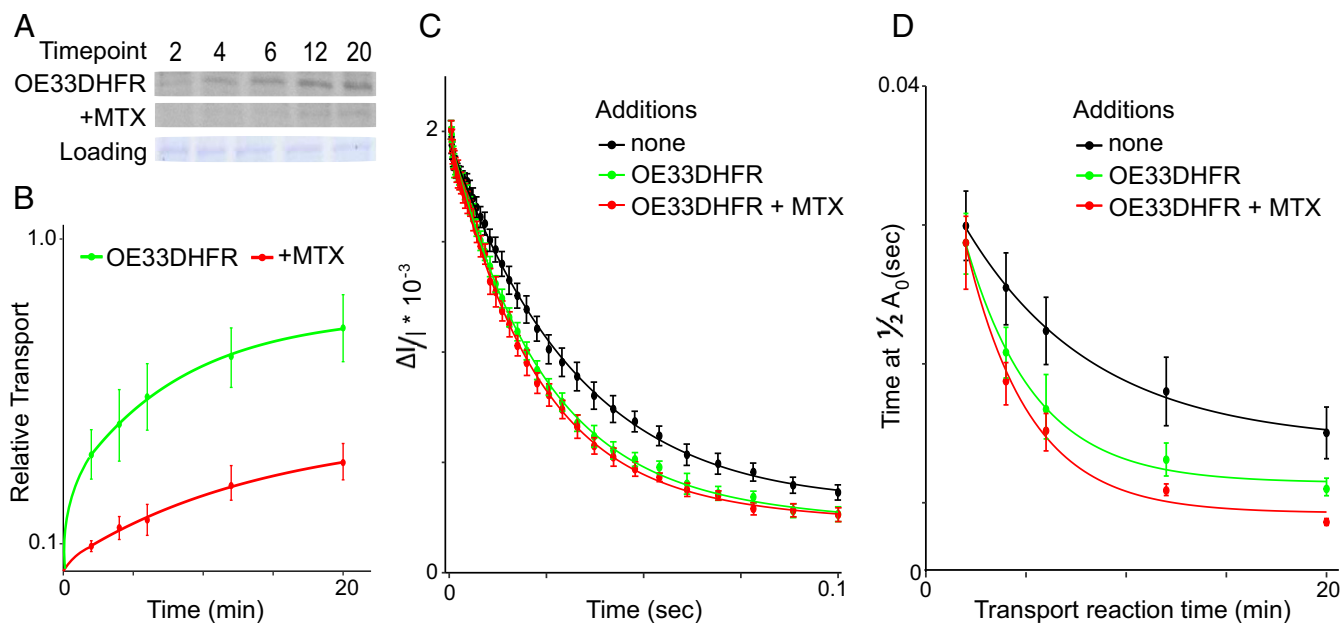 A
Timepoint 2 4 6 12 20
OE33DHFR
+MTX
Loading
B
1.0
OE33DHFR +MTX
Relative Transport
0.1
0 20
Time (min)
C
Additions
none
OE33DHFR
OE33DHFR + MTX
2
ΔI/I * 10⁻³
0
0 0.1
Time (sec)
D
0.04
Additions
none
OE33DHFR
OE33DHFR + MTX
Time at ½ A₀(sec)
0
0 20
Transport reaction time (min)